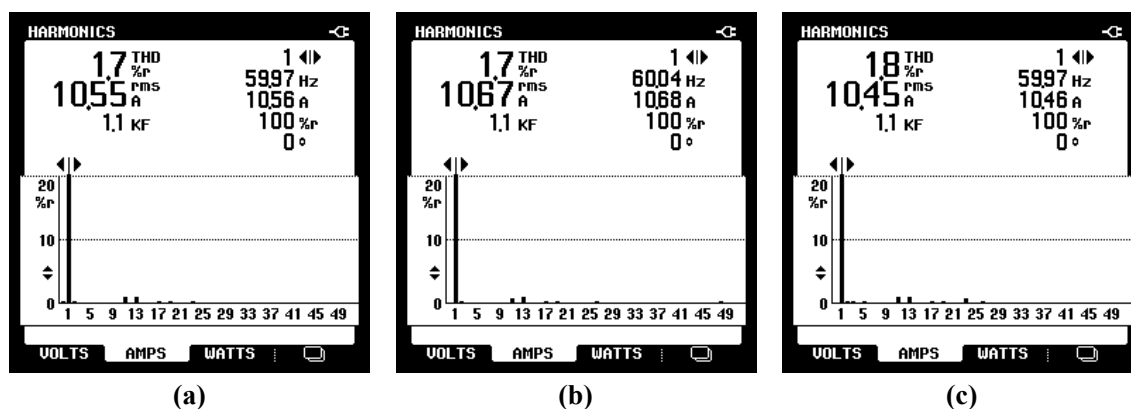 HARMONICS
1.7 THD %r
10.55 rms A
1.1 KF
1
59.97 Hz
10.56 A
100 %r
0 °
20
%r
10
0
1 5 9 13 17 21 25 29 33 37 41 45 49
VOLTS AMPS WATTS
(a)
HARMONICS
1.7 THD %r
10.67 rms A
1.1 KF
1
60.04 Hz
10.68 A
100 %r
0 °
20
%r
10
0
1 5 9 13 17 21 25 29 33 37 41 45 49
VOLTS AMPS WATTS
(b)
HARMONICS
1.8 THD %r
10.45 rms A
1.1 KF
1
59.97 Hz
10.46 A
100 %r
0 °
20
%r
10
0
1 5 9 13 17 21 25 29 33 37 41 45 49
VOLTS AMPS WATTS
(c)